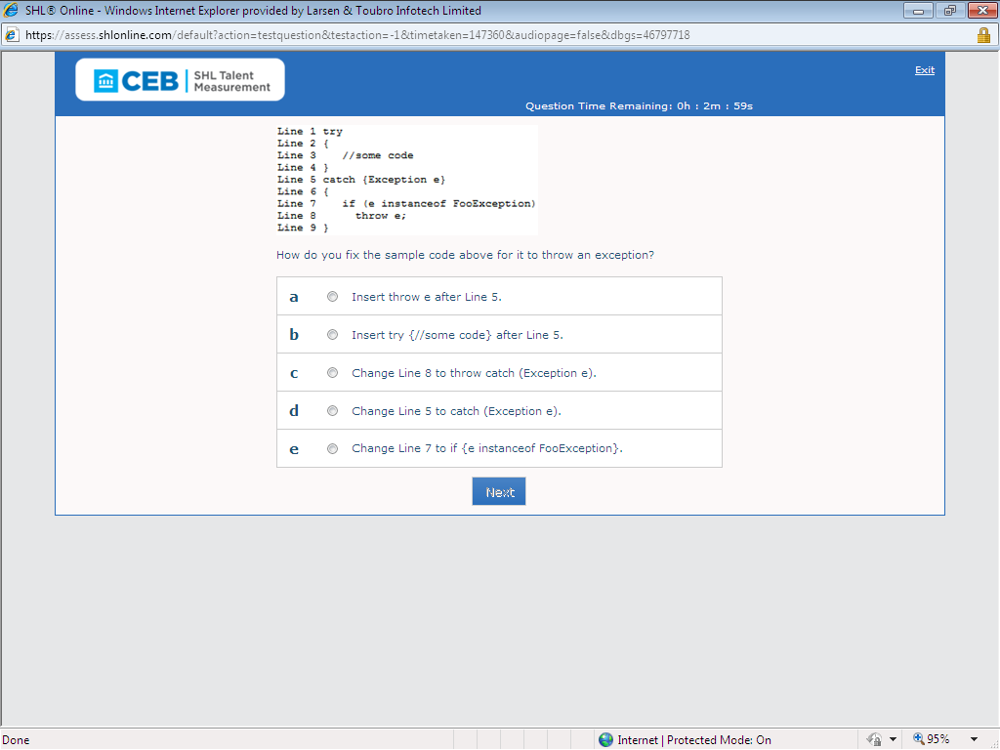 SHL® Online - Windows Internet Explorer provided by Larsen & Toubro Infotech Limited
https://assess.shlonline.com/default?action=testquestion&testaction=-1&timetaken=147360&audiopage=false&dbgs=46797718
CEB | SHL Talent Measurement
Exit
Question Time Remaining: 0h : 2m : 59s
Line 1 try
Line 2 {
Line 3    //some code
Line 4 }
Line 5 catch {Exception e}
Line 6 {
Line 7    if (e instanceof FooException)
Line 8      throw e;
Line 9 }
How do you fix the sample code above for it to throw an exception?
a Insert throw e after Line 5.
b Insert try {//some code} after Line 5.
c Change Line 8 to throw catch (Exception e).
d Change Line 5 to catch (Exception e).
e Change Line 7 to if {e instanceof FooException}.
Next
Done Internet | Protected Mode: On 95%